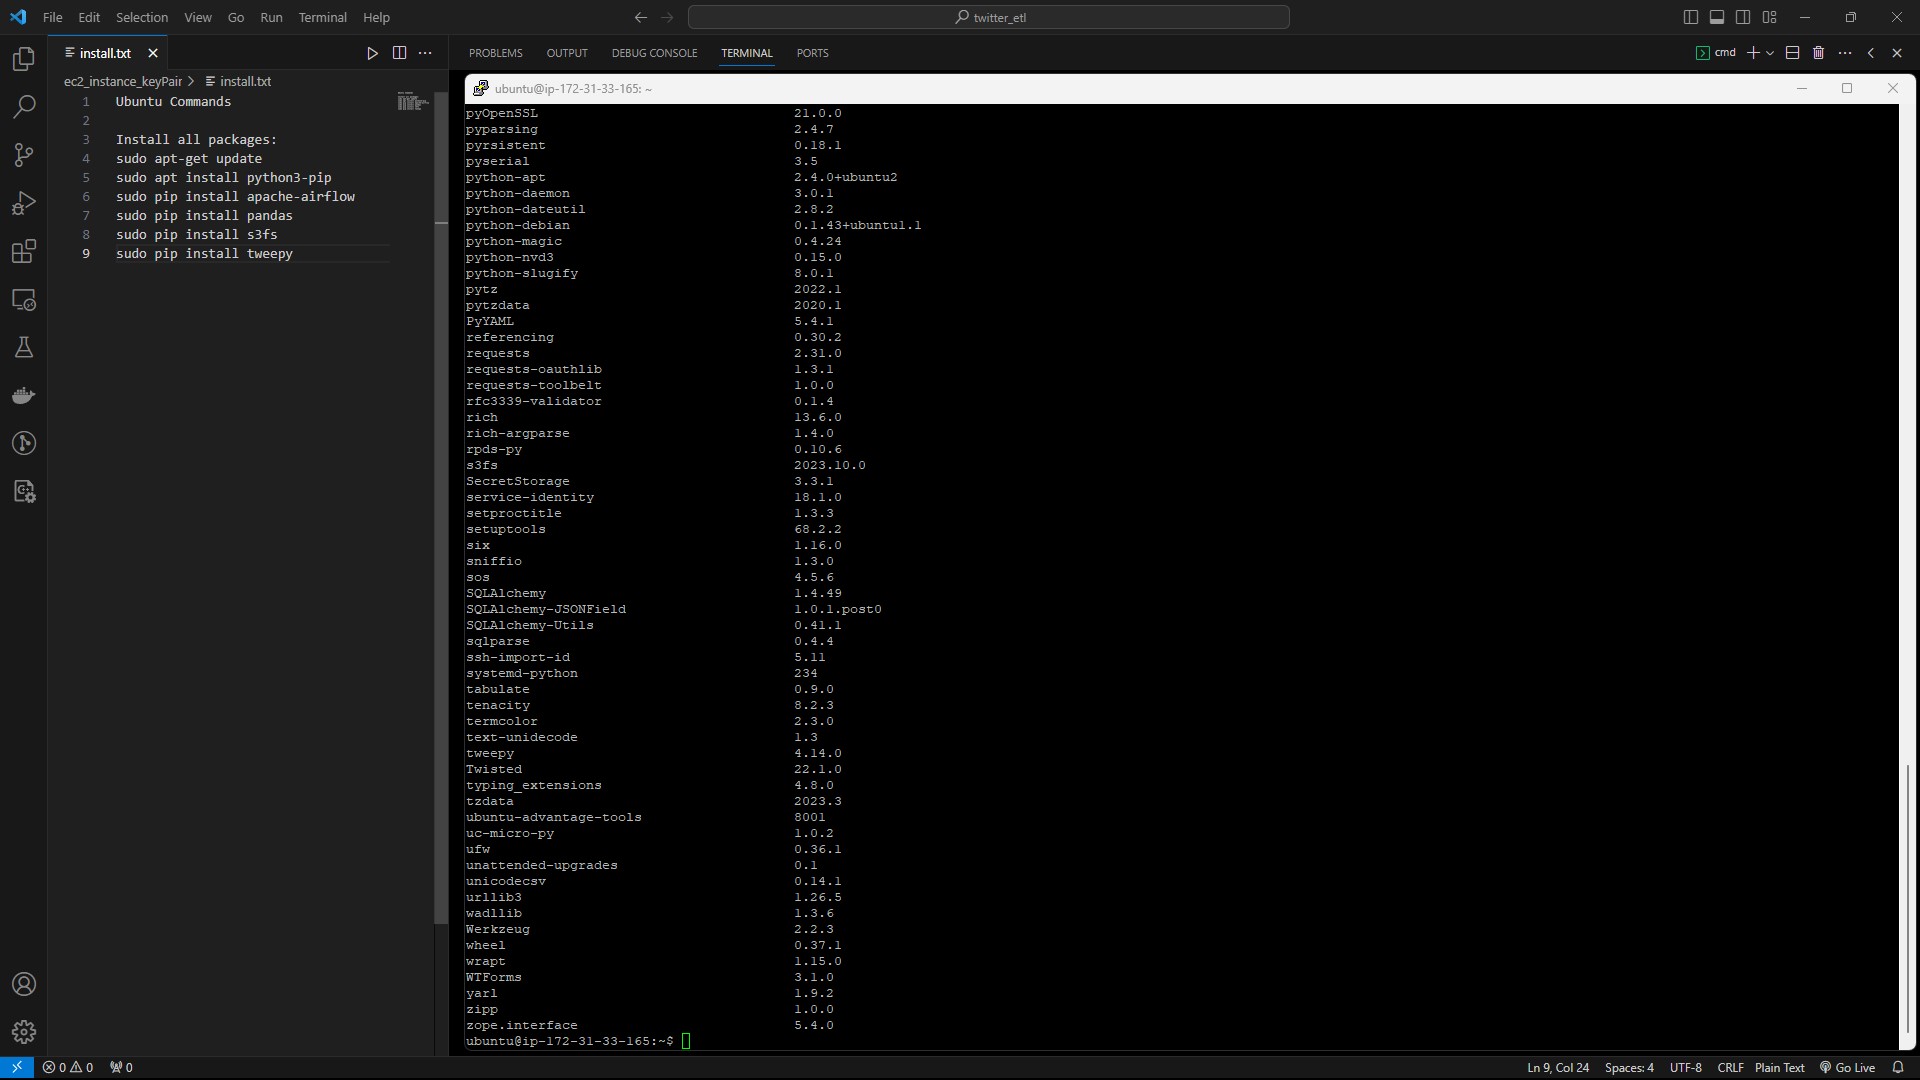 File Edit Selection View Go Run Terminal Help
twitter_etl
install.txt
ec2_instance_keyPair > install.txt
1 Ubuntu Commands
2
3 Install all packages:
4 sudo apt-get update
5 sudo apt install python3-pip
6 sudo pip install apache-airflow
7 sudo pip install pandas
8 sudo pip install s3fs
9 sudo pip install tweepy
PROBLEMS OUTPUT DEBUG CONSOLE TERMINAL PORTS
cmd
ubuntu@ip-172-31-33-165: ~
pyOpenSSL 21.0.0
pyparsing 2.4.7
pyrsistent 0.18.1
pyserial 3.5
python-apt 2.4.0+ubuntu2
python-daemon 3.0.1
python-dateutil 2.8.2
python-debian 0.1.43+ubuntu1.1
python-magic 0.4.24
python-nvd3 0.15.0
python-slugify 8.0.1
pytz 2022.1
pytzdata 2020.1
PyYAML 5.4.1
referencing 0.30.2
requests 2.31.0
requests-oauthlib 1.3.1
requests-toolbelt 1.0.0
rfc3339-validator 0.1.4
rich 13.6.0
rich-argparse 1.4.0
rpds-py 0.10.6
s3fs 2023.10.0
SecretStorage 3.3.1
service-identity 18.1.0
setproctitle 1.3.3
setuptools 68.2.2
six 1.16.0
sniffio 1.3.0
sos 4.5.6
SQLAlchemy 1.4.49
SQLAlchemy-JSONField 1.0.1.post0
SQLAlchemy-Utils 0.41.1
sqlparse 0.4.4
ssh-import-id 5.11
systemd-python 234
tabulate 0.9.0
tenacity 8.2.3
termcolor 2.3.0
text-unidecode 1.3
tweepy 4.14.0
Twisted 22.1.0
typing_extensions 4.8.0
tzdata 2023.3
ubuntu-advantage-tools 8001
uc-micro-py 1.0.2
ufw 0.36.1
unattended-upgrades 0.1
unicodecsv 0.14.1
urllib3 1.26.5
wadllib 1.3.6
Werkzeug 2.2.3
wheel 0.37.1
wrapt 1.15.0
WTForms 3.1.0
yarl 1.9.2
zipp 1.0.0
zope.interface 5.4.0
ubuntu@ip-172-31-33-165:~$
0 0 0 Ln 9, Col 24 Spaces: 4 UTF-8 CRLF Plain Text Go Live